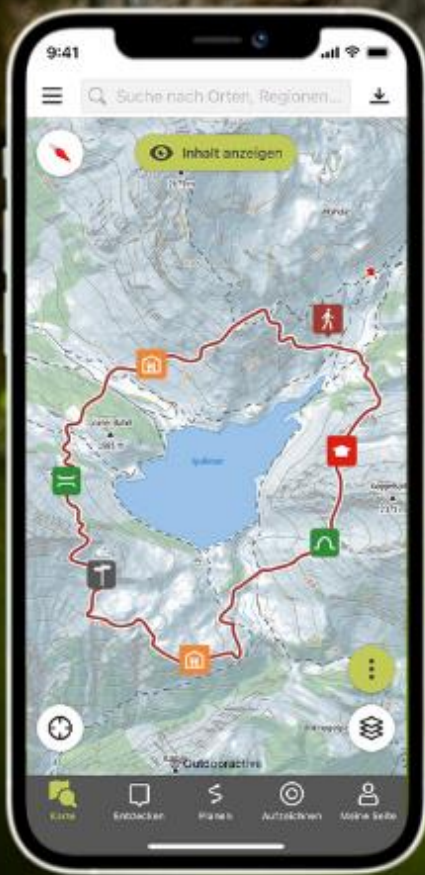 9:41
Suche nach Orten, Regionen...
Inhalt anzeigen
Outdooractive
Karte
Entdecken
Planen
Aufzeichnen
Meine Seite